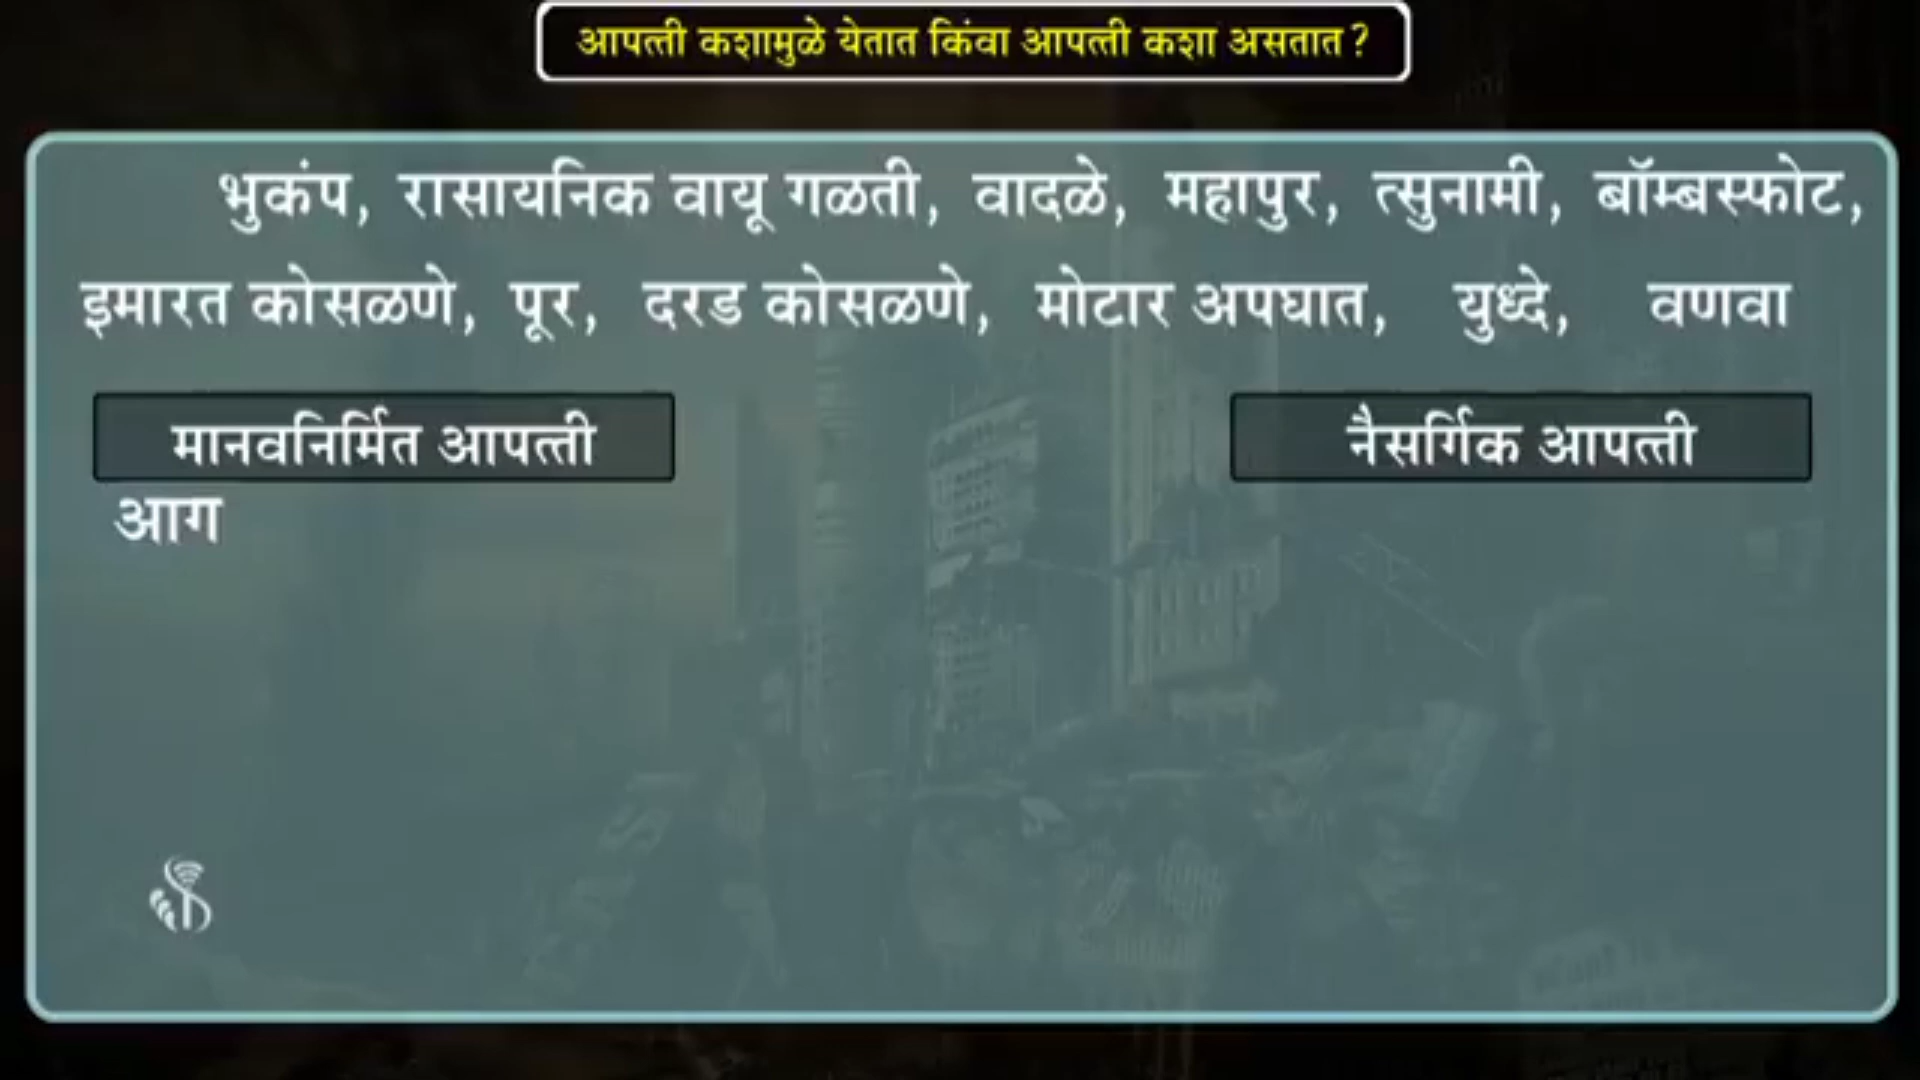 आपत्ती कशामुळे येतात किंवा आपत्ती कशा असतात ?
भुकंप, रासायनिक वायू गळती, वादळे, महापुर, त्सुनामी, बॉम्बस्फोट,
इमारत कोसळणे, पूर, दरड कोसळणे, मोटार अपघात, युध्दे, वणवा
मानवनिर्मित आपत्ती नैसर्गिक आपत्ती
आग